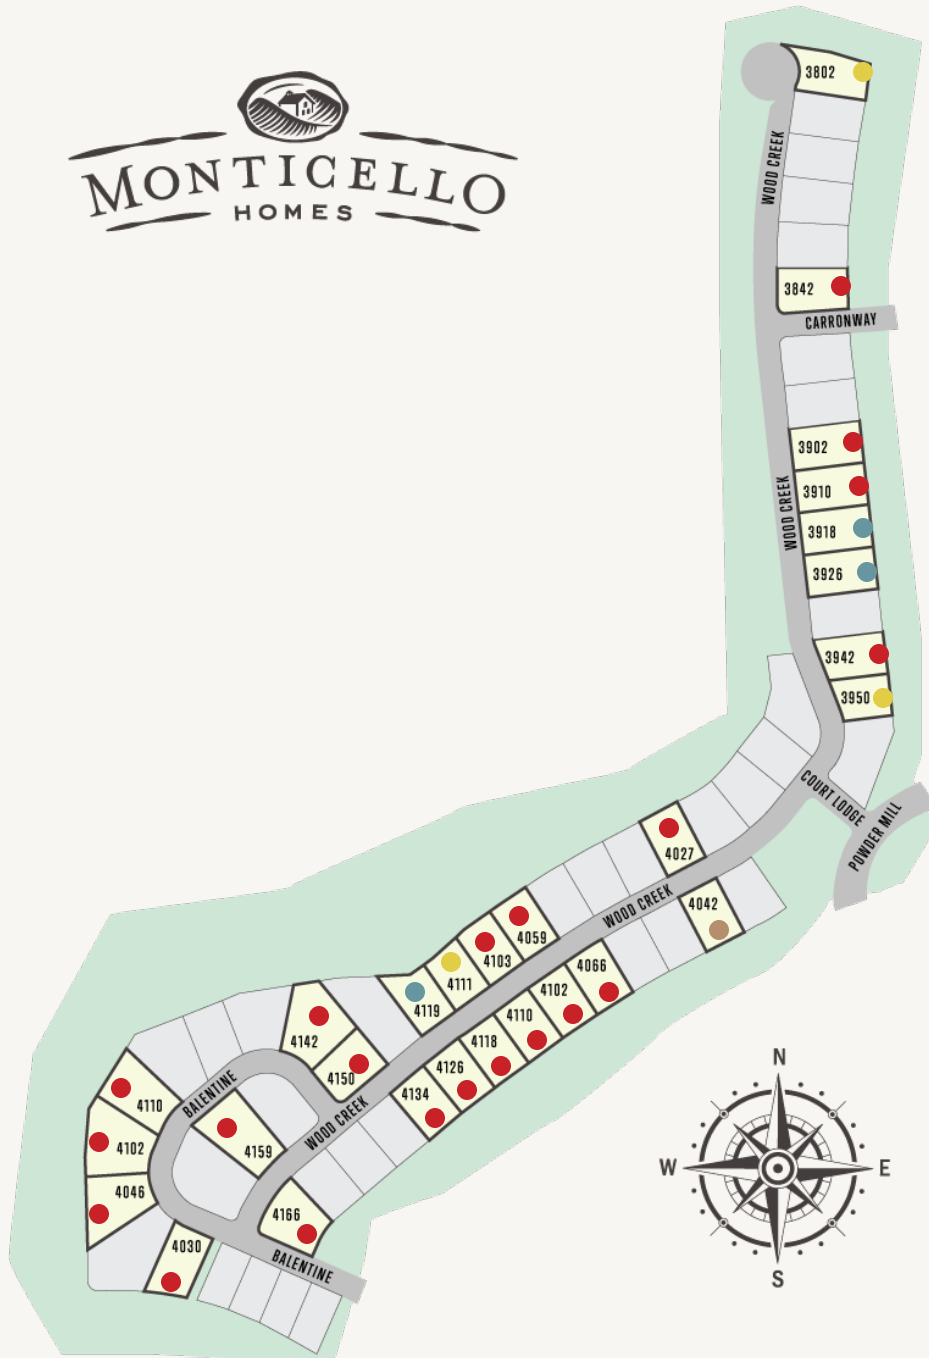 MONTICELLO
HOMES
3802
WOOD CREEK
3842
CARRONWAY
3902
3910
WOOD CREEK
3918
3926
3942
3950
COURT LODGE
POWDER MILL
4027
WOOD CREEK
4042
4059
4103
4111
4119
4066
4102
4110
4118
4126
4134
4142
4150
WOOD CREEK
BALENTINE
4110
4102
4159
4046
4166
4030
BALENTINE
N
W
E
S